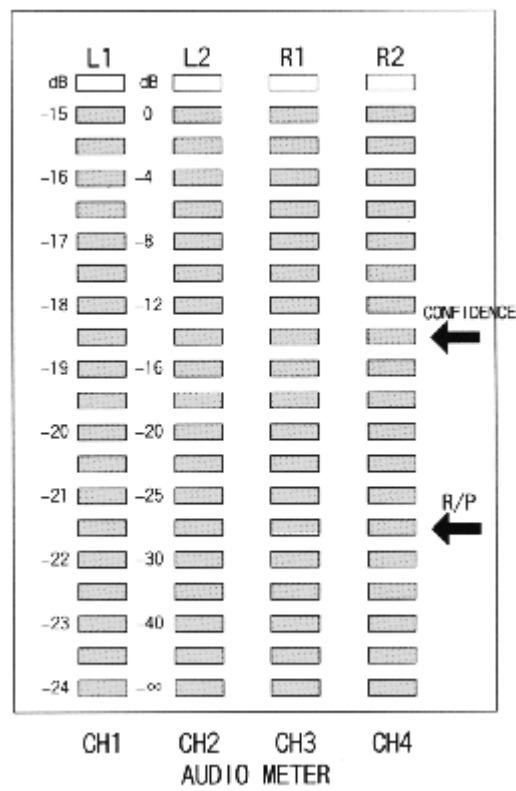 L1 L2 R1 R2
dB dB
-15 0
-16 -4
-17 -8
-18 -12
CONFIDENCE
-19 -16
-20 -20
-21 -25
R/P
-22 -30
-23 -40
-24 -∞
CH1 CH2 CH3 CH4
AUDIO METER